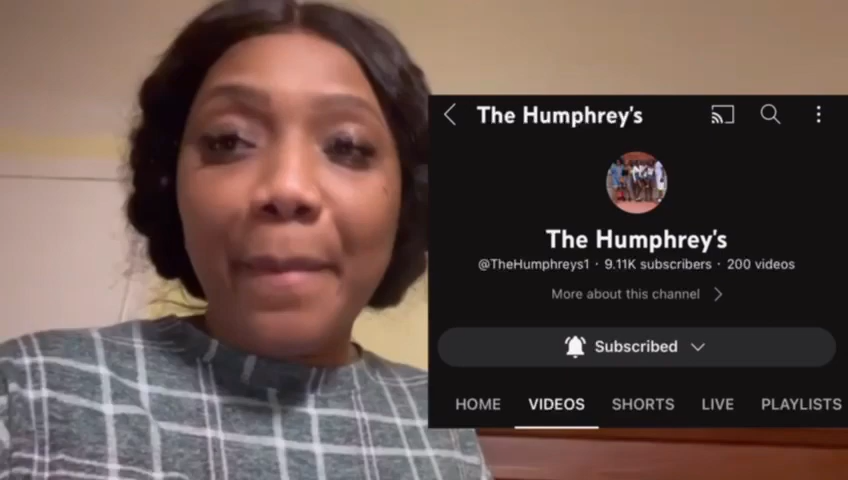 The Humphrey's
The Humphrey's
@TheHumphreys1 · 9.11K subscribers · 200 videos
More about this channel
Subscribed
HOME VIDEOS SHORTS LIVE PLAYLISTS